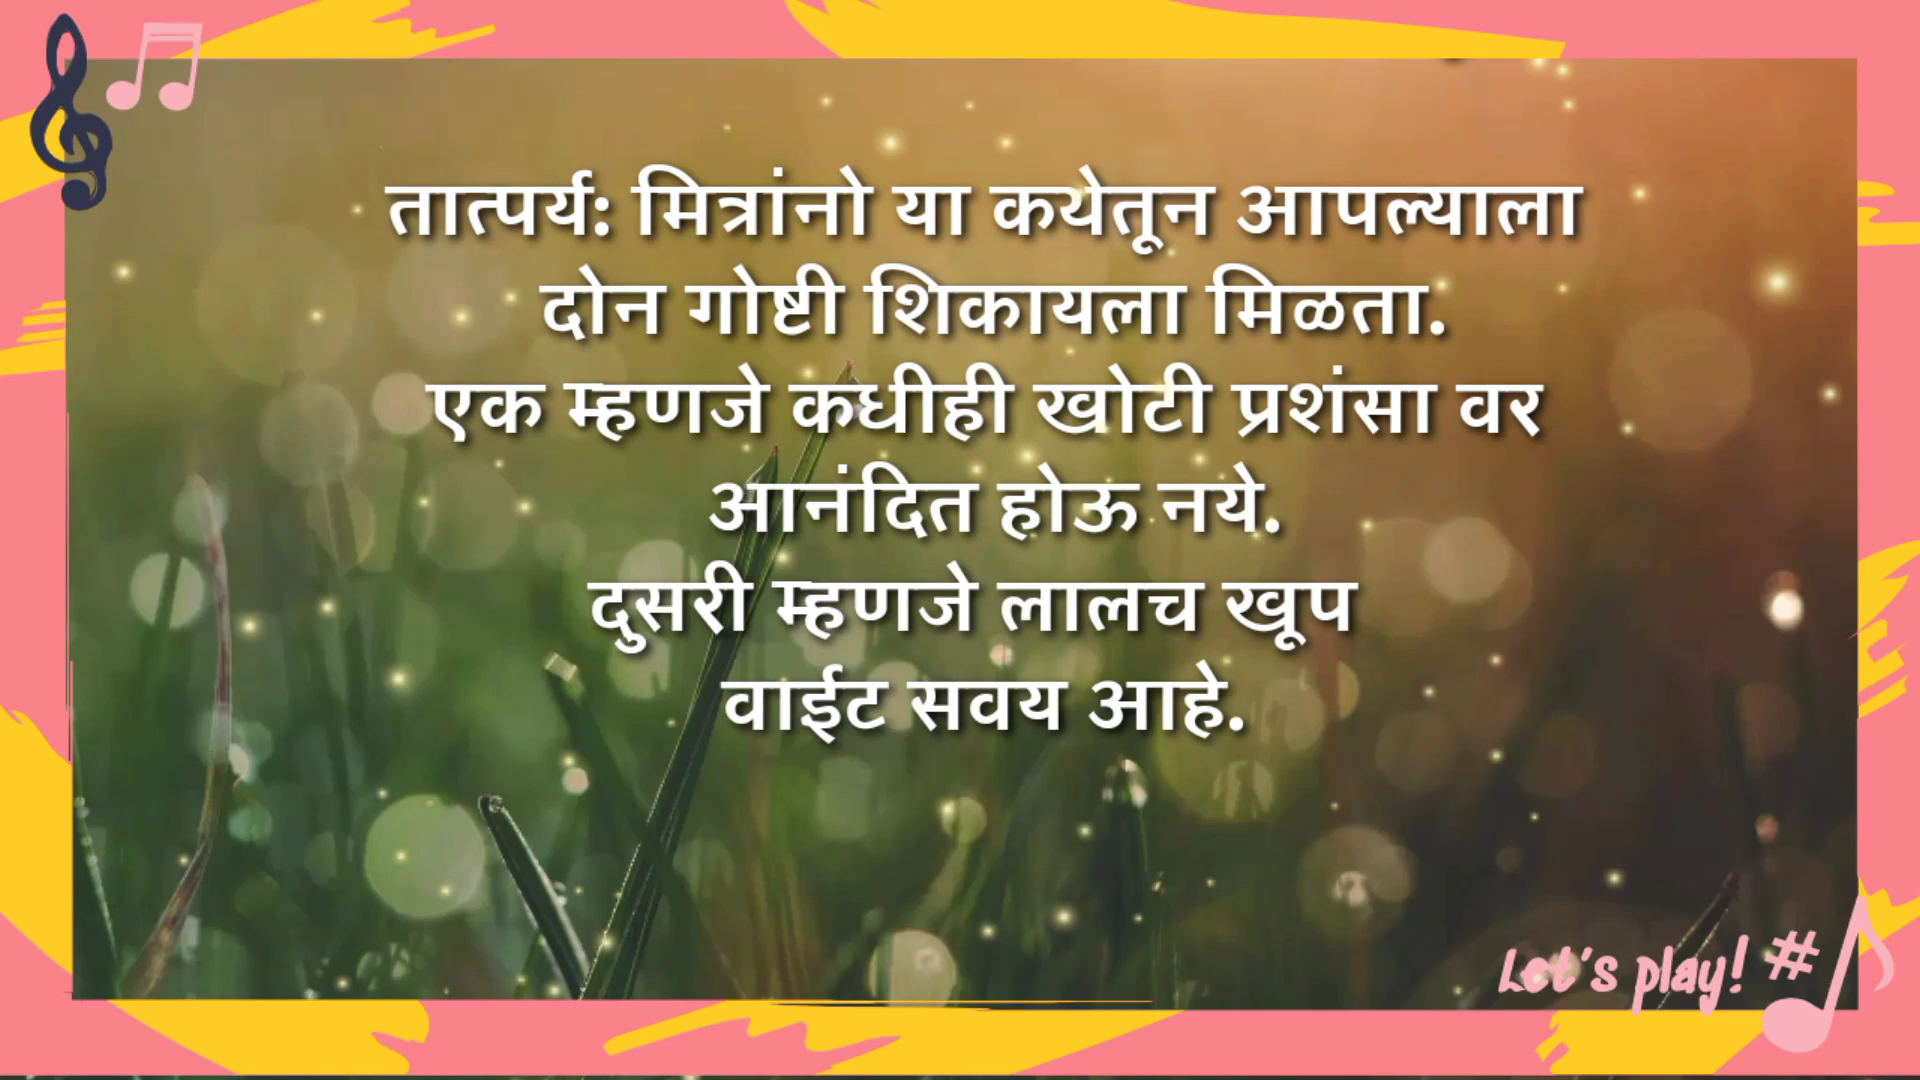 तात्पर्य: मित्रांनो या कथेतून आपल्याला
दोन गोष्टी शिकायला मिळता.
एक म्हणजे कधीही खोटी प्रशंसा वर
आनंदित होऊ नये.
दुसरी म्हणजे लालच खूप
वाईट सवय आहे.
Let's play! #